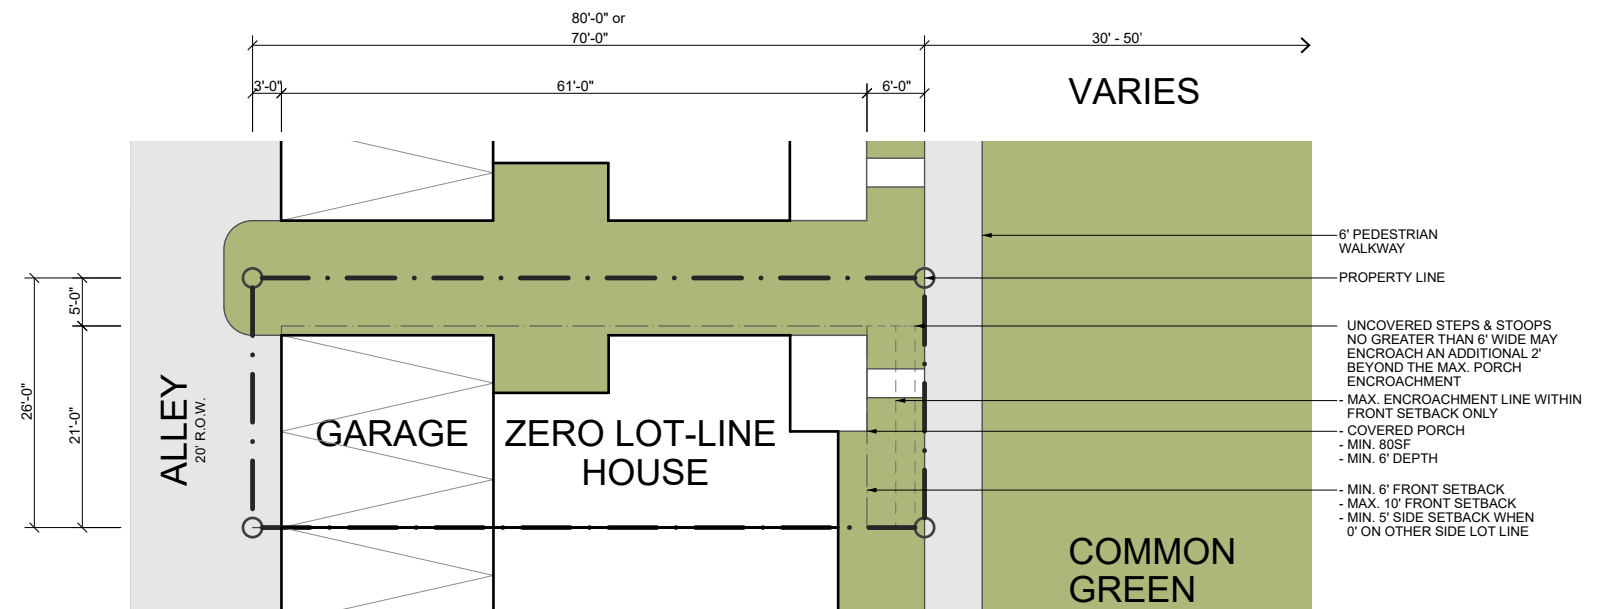 80'-0" or
70'-0"
30' - 50'
3'-0"
61'-0"
6'-0"
VARIES
6' PEDESTRIAN
WALKWAY
PROPERTY LINE
5'-0"
26'-0"
21'-0"
UNCOVERED STEPS & STOOPS
NO GREATER THAN 6' WIDE MAY
ENCROACH AN ADDITIONAL 2'
BEYOND THE MAX. PORCH
ENCROACHMENT
- MAX. ENCROACHMENT LINE WITHIN
FRONT SETBACK ONLY
- COVERED PORCH
- MIN. 80SF
- MIN. 6' DEPTH
- MIN. 6' FRONT SETBACK
- MAX. 10' FRONT SETBACK
- MIN. 5' SIDE SETBACK WHEN
0' ON OTHER SIDE LOT LINE
ALLEY
20' R.O.W.
GARAGE
ZERO LOT-LINE
HOUSE
COMMON
GREEN